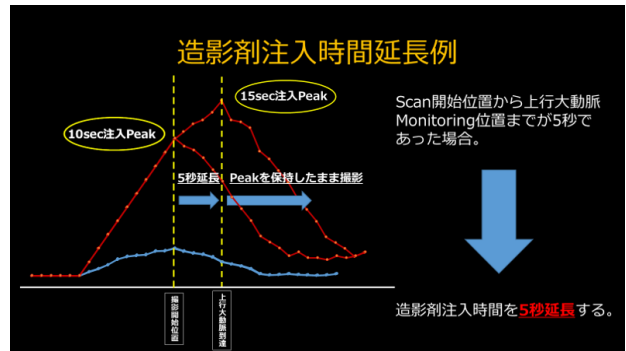 造影剤注入時間延長例
15sec注入Peak
10sec注入Peak
5秒延長
Peakを保持したまま撮影
撮影開始位置
上行大動脈到達
Scan開始位置から上行大動脈
Monitoring位置までが5秒で
あった場合。
造影剤注入時間を5秒延長する。